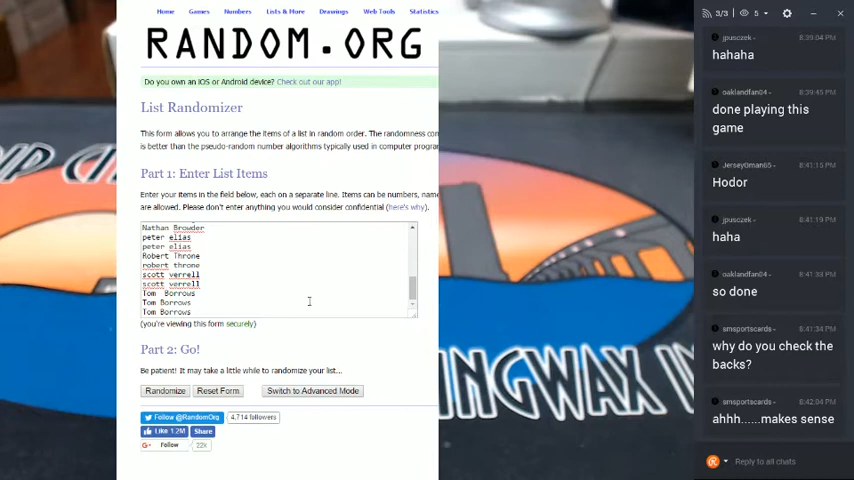 Home Games Numbers Lists & More Drawings Web Tools Statistics
RANDOM.ORG
Do you own an iOS or Android device? Check out our app!
List Randomizer
This form allows you to arrange the items of a list in random order. The randomness con
is better than the pseudo-random number algorithms typically used in computer program
Part 1: Enter List Items
Enter your items in the field below, each on a separate line. Items can be numbers, name
are allowed. Please don't enter anything you would consider confidential (here's why).
Nathan Browder
peter elias
peter elias
Robert Throne
robert throne
scott verrell
scott verrell
Tom  Borrows
Tom Borrows
Tom Borrows
(you're viewing this form securely)
Part 2: Go!
Be patient! It may take a little while to randomize your list...
Randomize Reset Form Switch to Advanced Mode
Follow @RandomOrg 4,714 followers
Like 1.2M Share
G+ Follow 22k
INGWAX IN
3/3 5
jpusczek 8:39:04 PM
hahaha
oaklandfan04 8:39:45 PM
done playing this
game
JerseyGman65 8:41:15 PM
Hodor
jpusczek 8:41:19 PM
haha
oaklandfan04 8:41:33 PM
so done
smsportscards 8:41:34 PM
why do you check the
backs?
smsportscards 8:42:04 PM
ahhh......makes sense
Reply to all chats